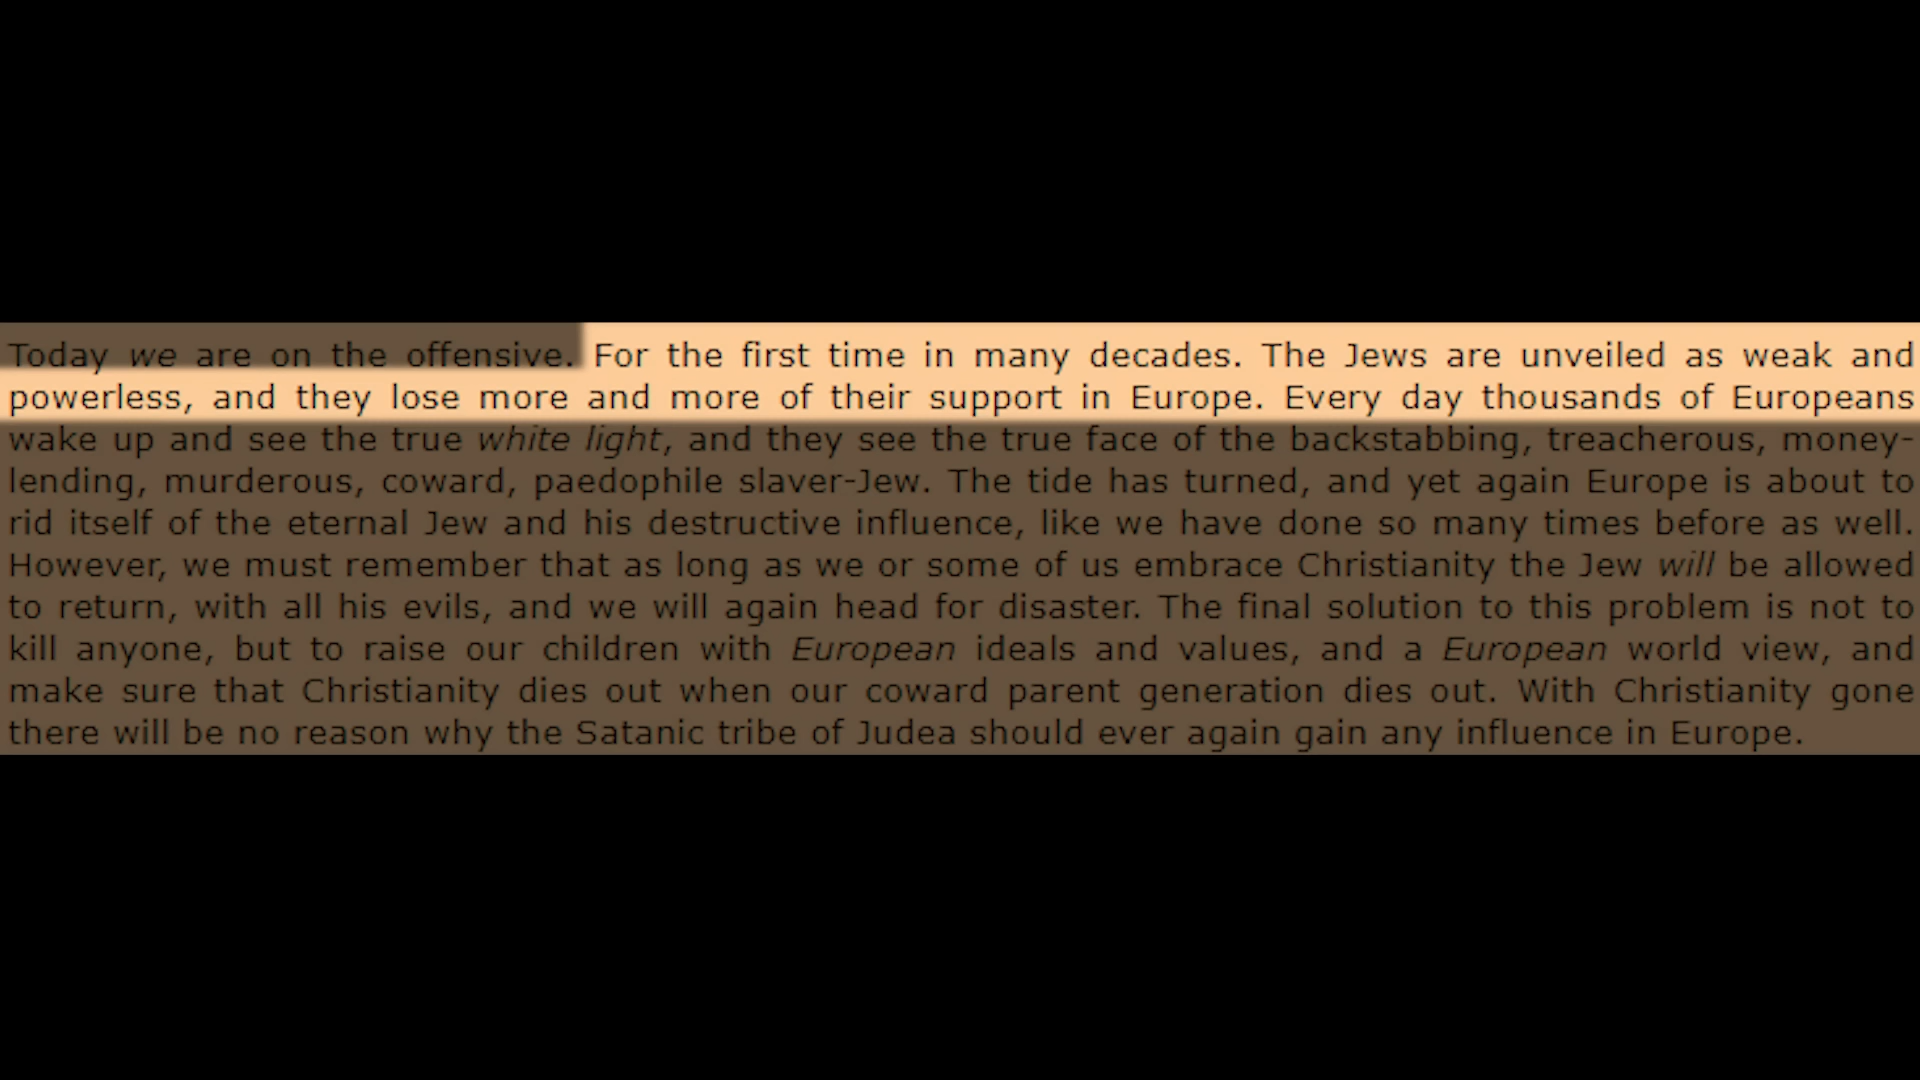 Today we are on the offensive. For the first time in many decades. The Jews are unveiled as weak and
powerless, and they lose more and more of their support in Europe. Every day thousands of Europeans
wake up and see the true white light, and they see the true face of the backstabbing, treacherous, money-
lending, murderous, coward, paedophile slaver-Jew. The tide has turned, and yet again Europe is about to
rid itself of the eternal Jew and his destructive influence, like we have done so many times before as well.
However, we must remember that as long as we or some of us embrace Christianity the Jew will be allowed
to return, with all his evils, and we will again head for disaster. The final solution to this problem is not to
kill anyone, but to raise our children with European ideals and values, and a European world view, and
make sure that Christianity dies out when our coward parent generation dies out. With Christianity gone
there will be no reason why the Satanic tribe of Judea should ever again gain any influence in Europe.